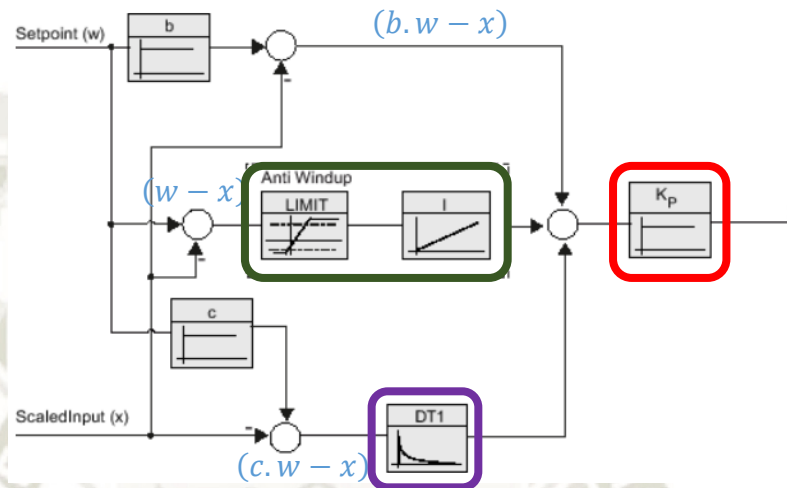 b
(b.w − x)
Setpoint (w)
-
Anti Windup
(w − x)
LIMIT
I
K_P
-
c
ScaledInput (x)
-
DT1
(c.w − x)